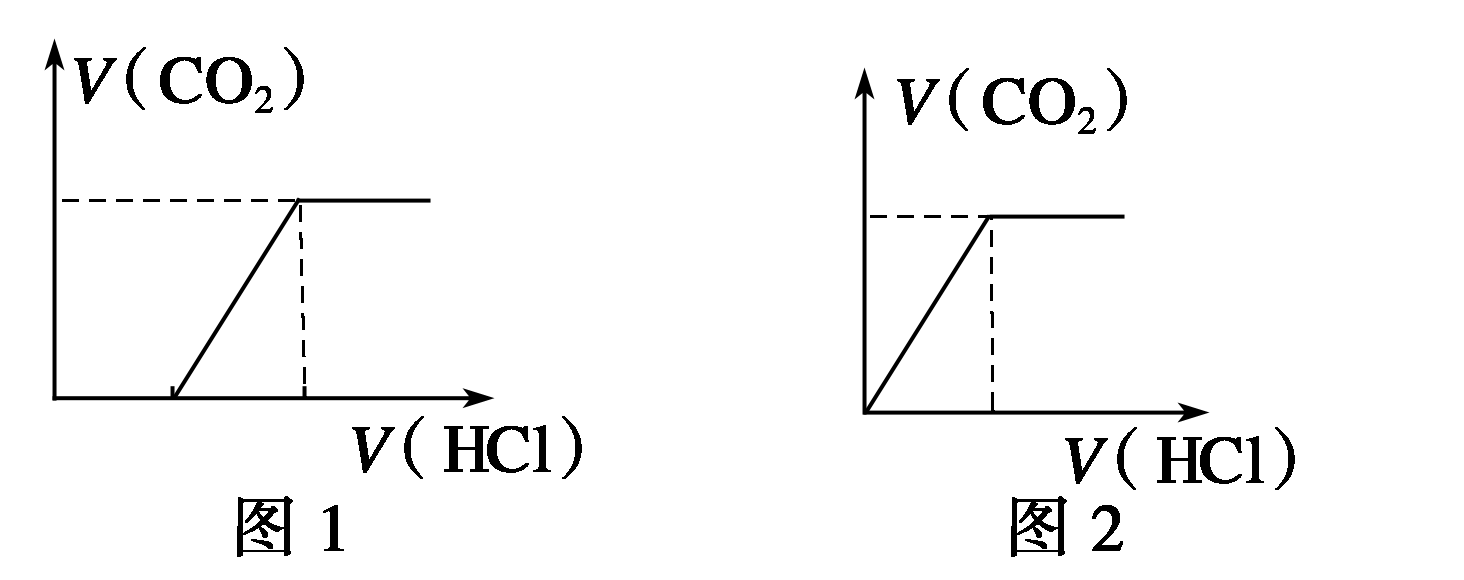 V(CO₂)
V(HCl)
图 1
V(CO₂)
V(HCl)
图 2